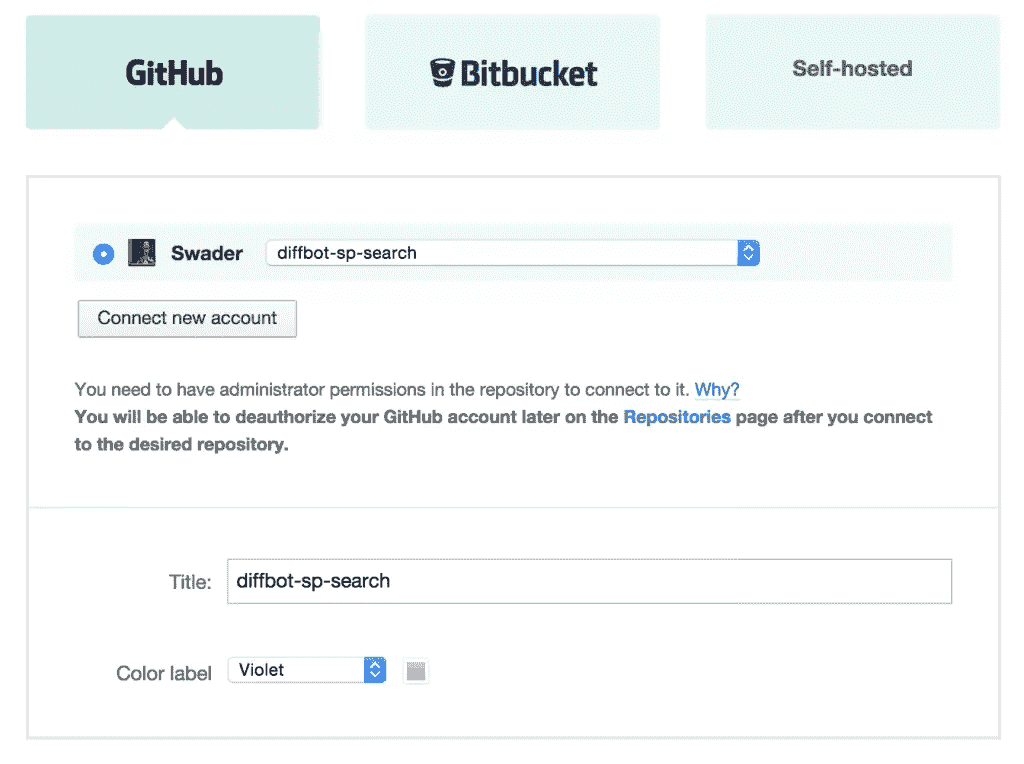 GitHub
Bitbucket
Self-hosted
Swader diffbot-sp-search
Connect new account
You need to have administrator permissions in the repository to connect to it. Why?
You will be able to deauthorize your GitHub account later on the Repositories page after you connect
to the desired repository.
Title: diffbot-sp-search
Color label Violet